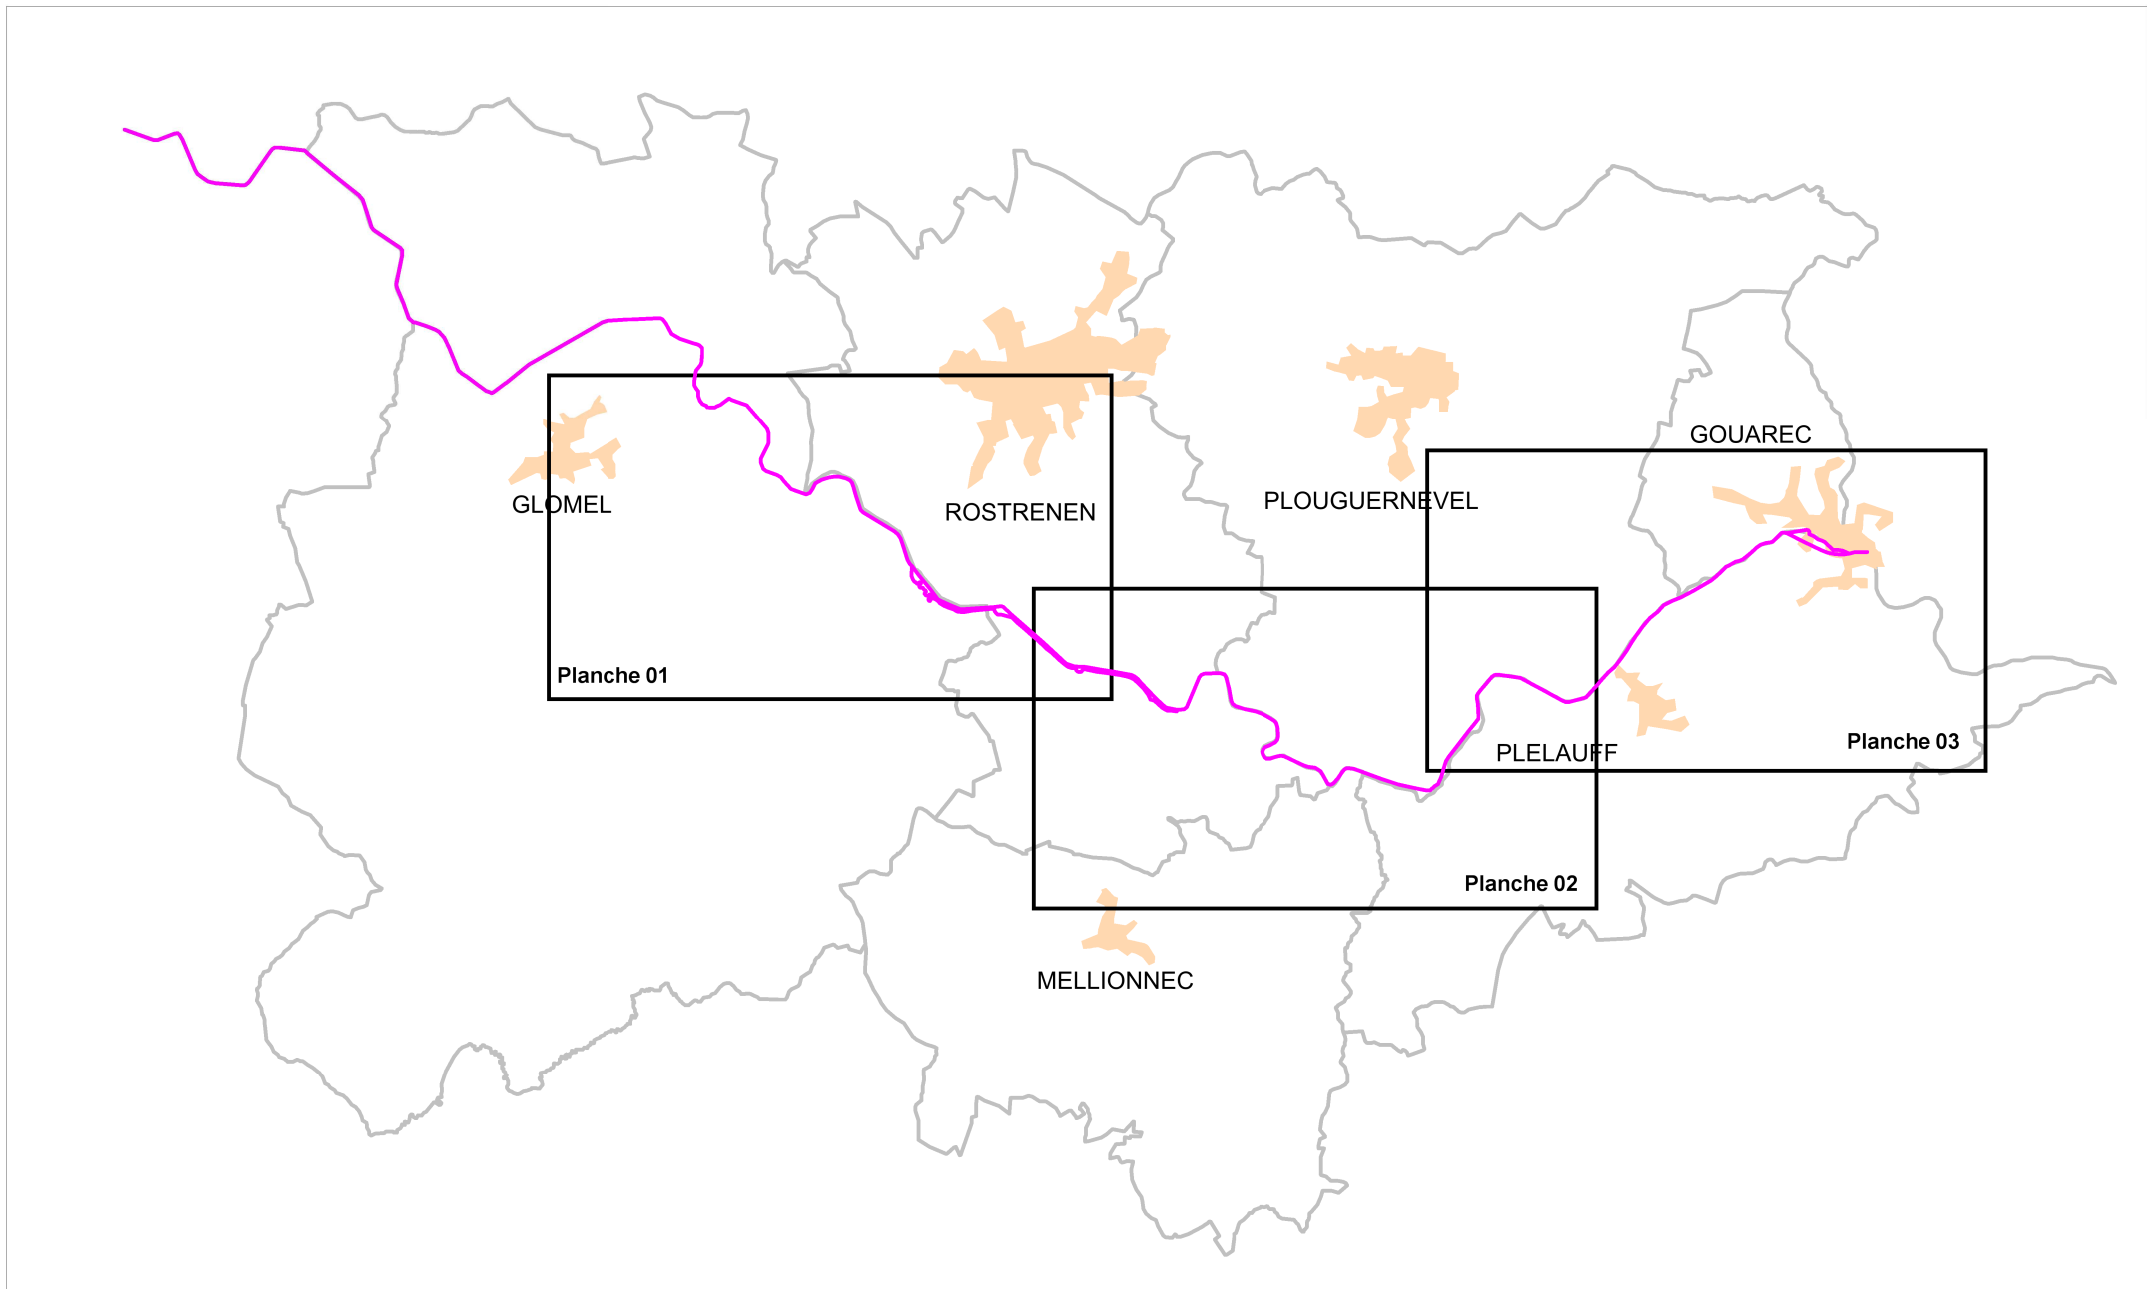 GOUAREC
GLOMEL
ROSTRENEN
PLOUGUERNEVEL
Planche 01
Planche 03
PLELAUFF
Planche 02
MELLIONNEC